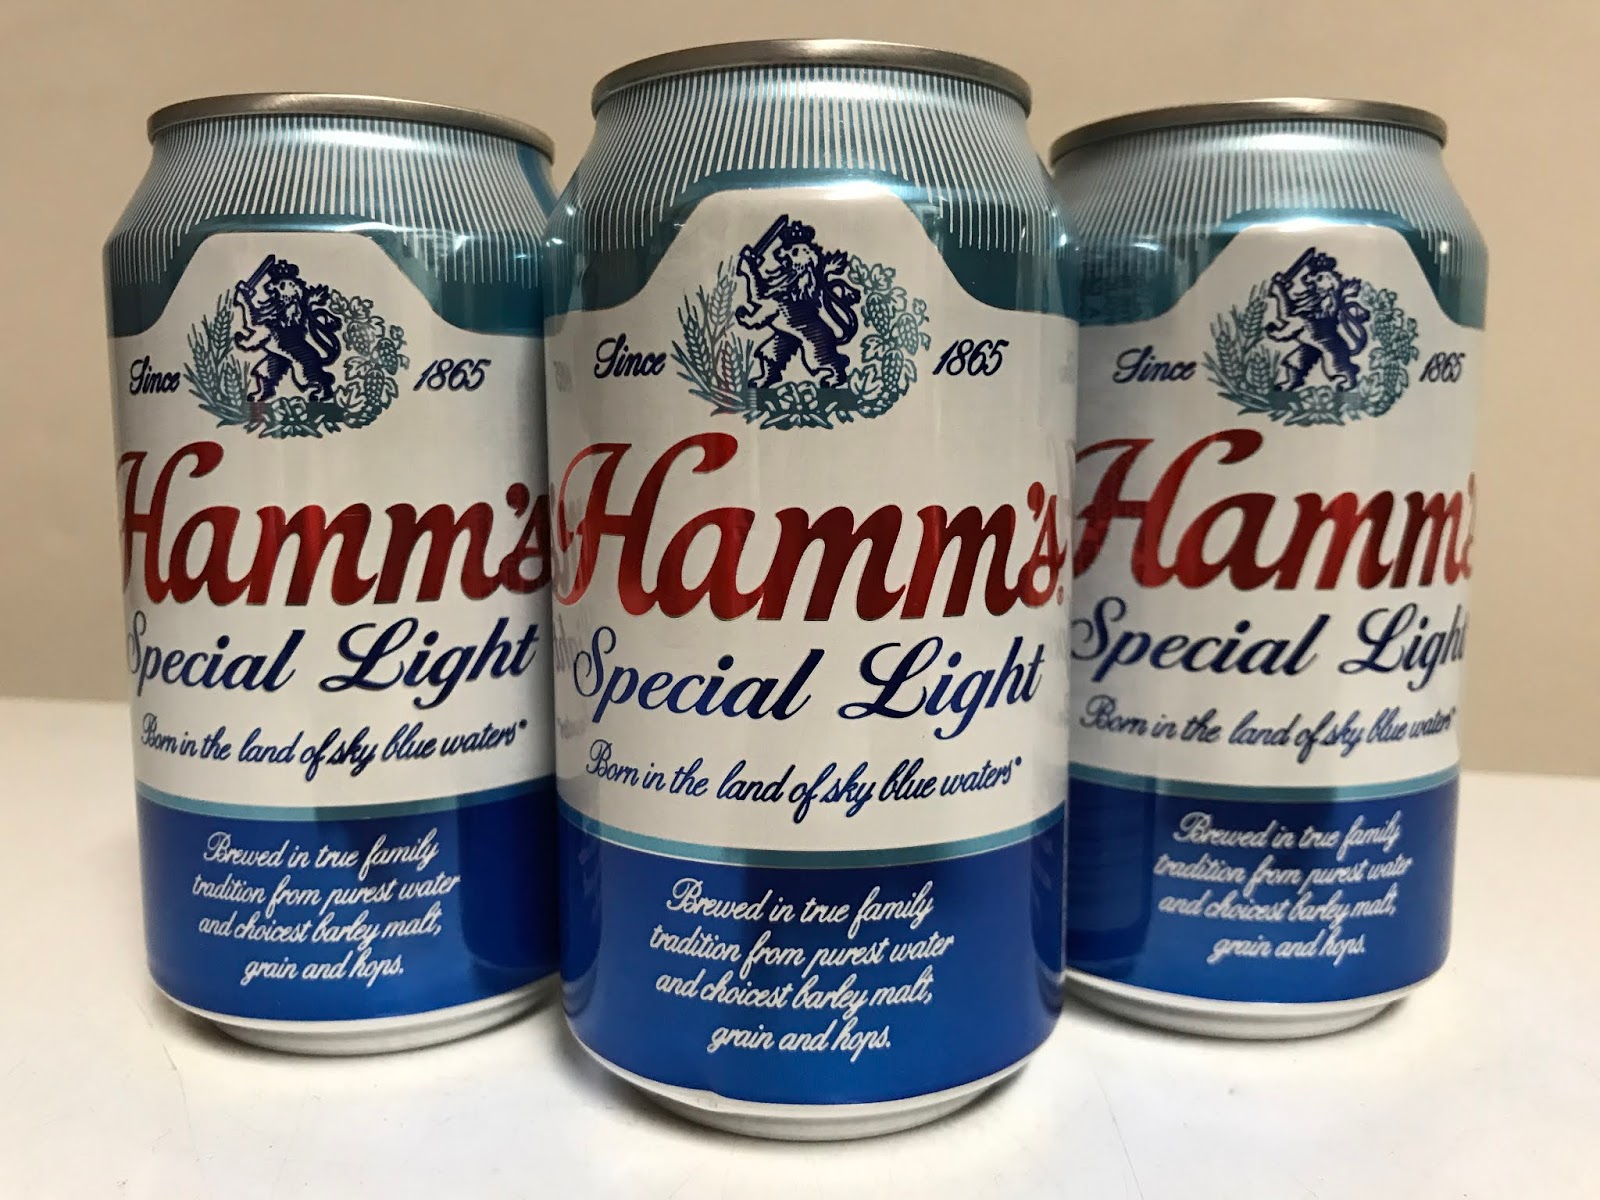 Since 1865
Hamm's
Special Light
Born in the land of sky blue waters®
Brewed in true family
tradition from purest water
and choicest barley malt,
grain and hops.
Since 1865
Hamm's®
Special Light
Born in the land of sky blue waters®
Brewed in true family
tradition from purest water
and choicest barley malt,
grain and hops.
Since 1865
Hamm's
Special Light
Born in the land of sky blue waters®
Brewed in true family
tradition from purest water
and choicest barley malt,
grain and hops.